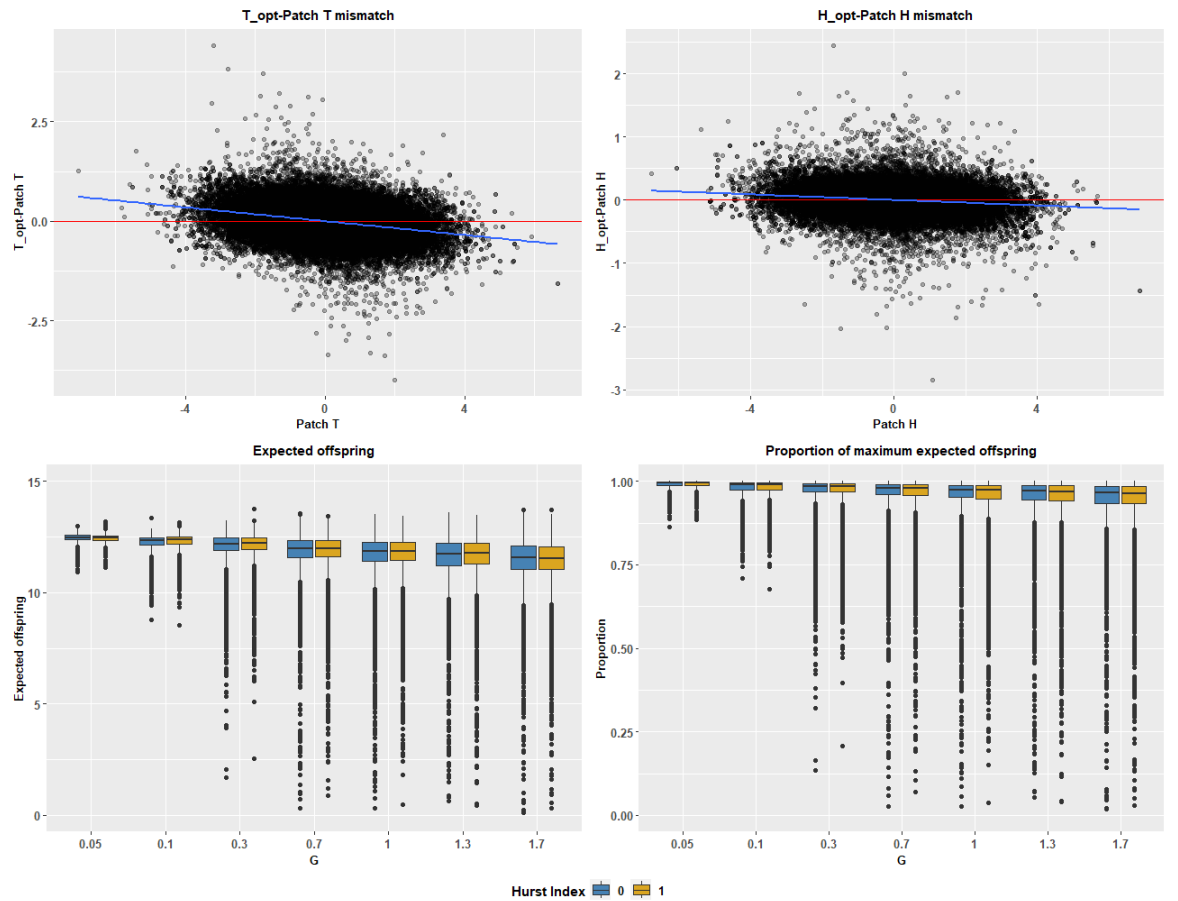 T_opt-Patch T mismatch
T_opt-Patch T
2.5
0.0
-2.5
-4
0
4
Patch T
H_opt-Patch H mismatch
H_opt-Patch H
2
1
0
-1
-2
-3
-4
0
4
Patch H
Expected offspring
Expected offspring
15
10
5
0
0.05
0.1
0.3
0.7
1
1.3
1.7
G
Proportion of maximum expected offspring
Proportion
1.00
0.75
0.50
0.25
0.00
0.05
0.1
0.3
0.7
1
1.3
1.7
G
Hurst Index 0 1